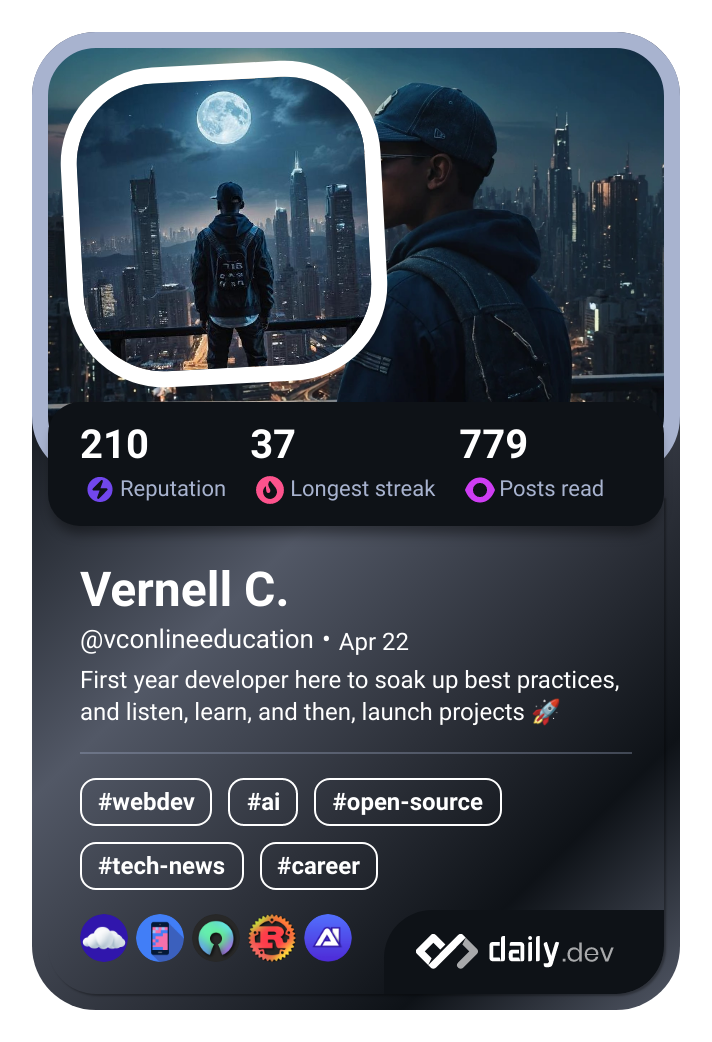 210 37 779
Reputation Longest streak Posts read
Vernell C.
@vconlineeducation • Apr 22
First year developer here to soak up best practices,
and listen, learn, and then, launch projects 🚀
#webdev #ai #open-source
#tech-news #career
R
daily.dev